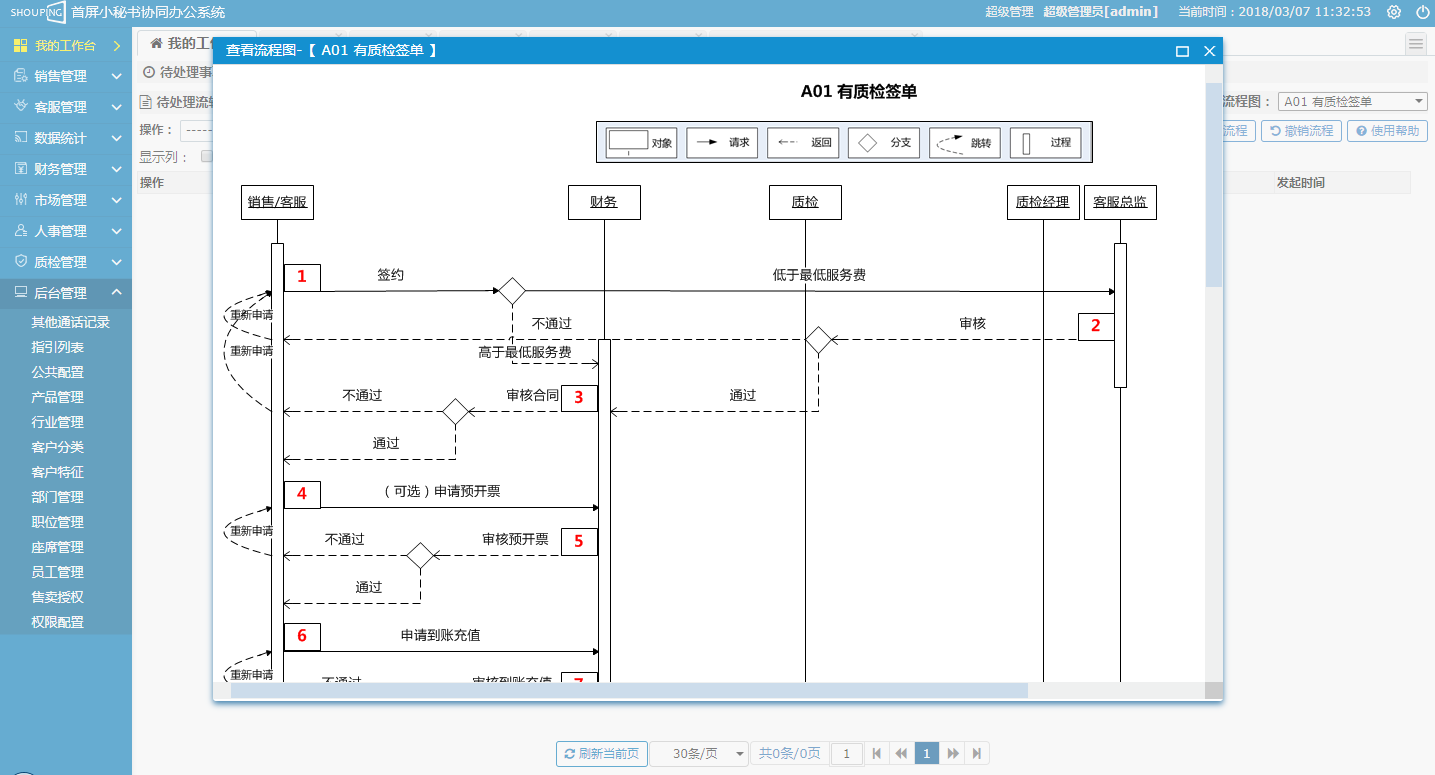 SHOUPING 首屏小秘书协同办公系统
超级管理 超级管理员[admin] 当前时间：2018/03/07 11:32:53
我的工作台
销售管理
客服管理
数据统计
财务管理
市场管理
人事管理
质检管理
后台管理
其他通话记录
指引列表
公共配置
产品管理
行业管理
客户分类
客户特征
部门管理
职位管理
座席管理
员工管理
售卖授权
权限配置
我的工作
待处理事
待处理流
操作： -----
显示列：
操作
流程图： A01 有质检签单
流程 撤销流程 使用帮助
发起时间
查看流程图-【 A01 有质检签单 】
A01 有质检签单
对象 请求 返回 分支 跳转 过程
销售/客服 财务 质检 质检经理 客服总监
1 签约 低于最低服务费
重新申请
不通过 审核 2
重新申请
高于最低服务费
不通过 审核合同 3 通过
通过
4 （可选）申请预开票
重新申请
不通过 审核预开票 5
通过
6 申请到账充值
重新申请
不通过 审核到账充值 7
刷新当前页 30条/页 共0条/0页 1 1